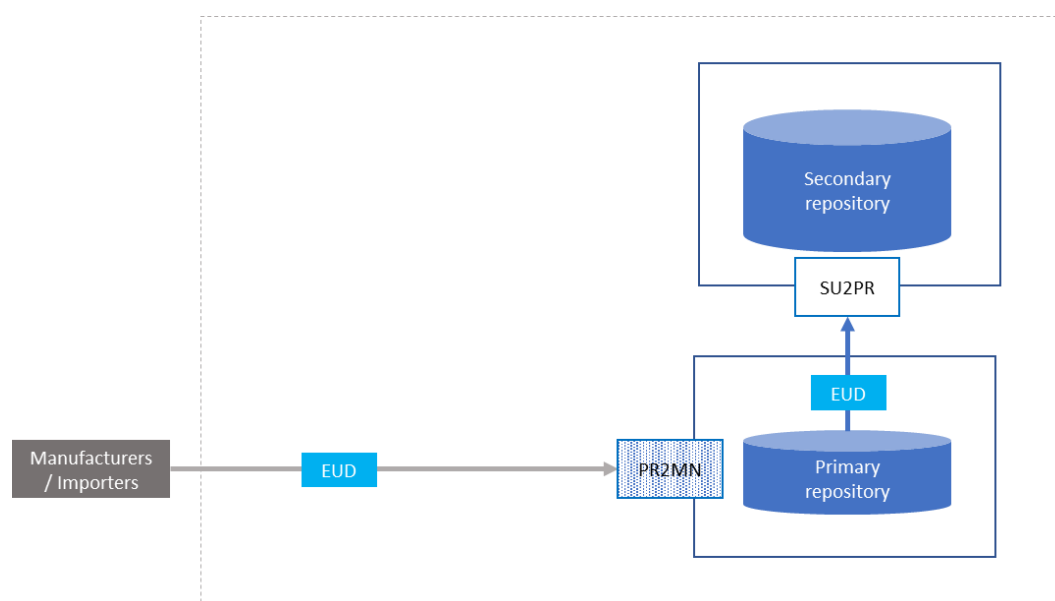 Secondary
repository
SU2PR
EUD
Manufacturers
/ Importers
EUD
PR2MN
Primary
repository